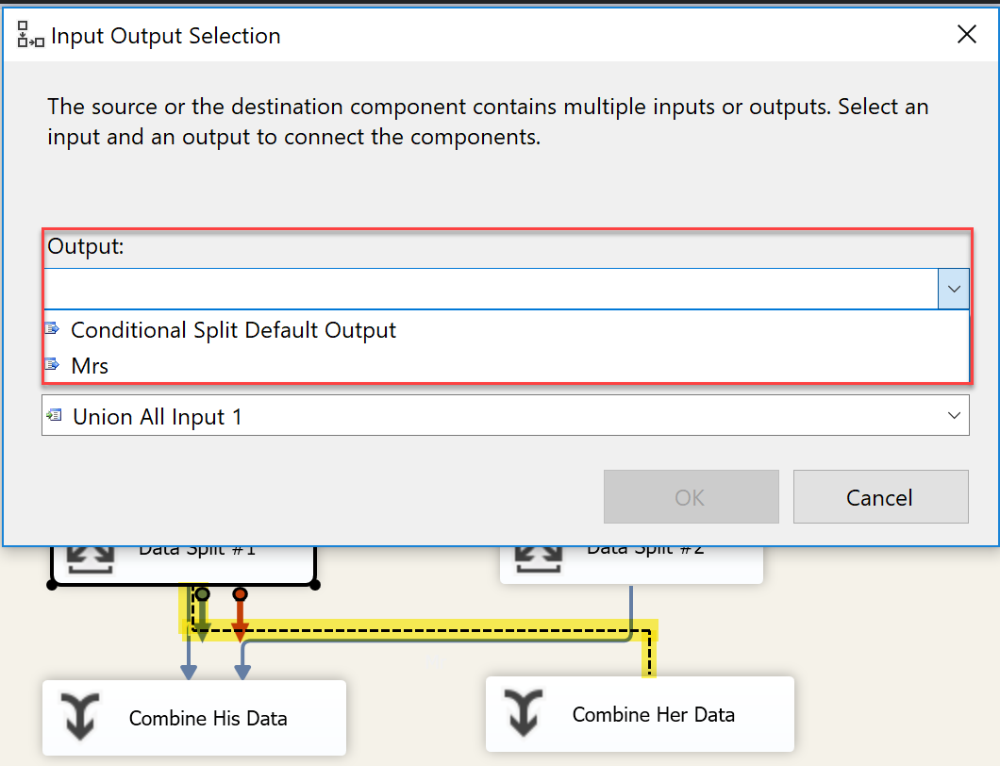 Input Output Selection
The source or the destination component contains multiple inputs or outputs. Select an
input and an output to connect the components.
Output:
Conditional Split Default Output
Mrs
Union All Input 1
OK
Cancel
Data Split #1
Data Split #2
Combine His Data
Combine Her Data